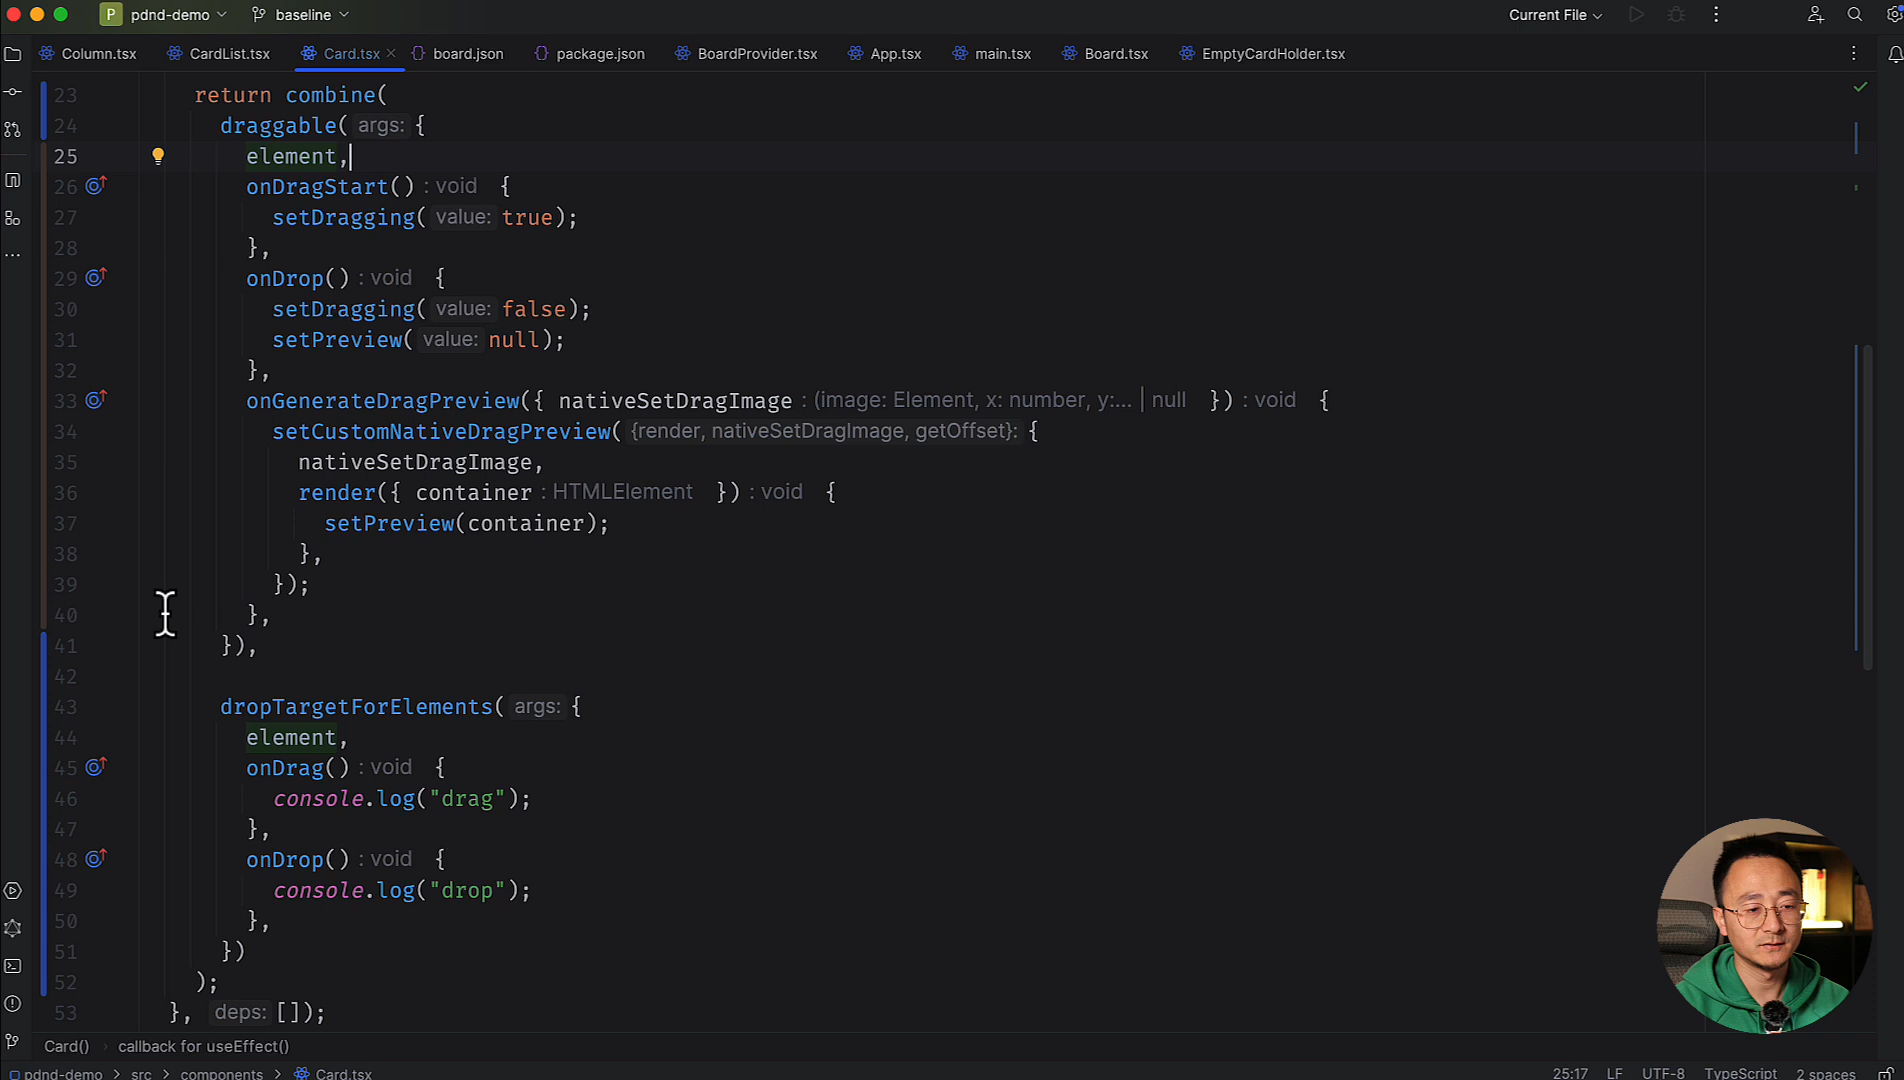 P pdnd-demo baseline Current File
Column.tsx CardList.tsx Card.tsx board.json package.json BoardProvider.tsx App.tsx main.tsx Board.tsx EmptyCardHolder.tsx
23 return combine(
24 draggable( args: {
25 element,
26 onDragStart() : void {
27 setDragging( value: true);
28 },
29 onDrop() : void {
30 setDragging( value: false);
31 setPreview( value: null);
32 },
33 onGenerateDragPreview({ nativeSetDragImage : (image: Element, x: number, y:... | null }) : void {
34 setCustomNativeDragPreview( {render, nativeSetDragImage, getOffset}: {
35 nativeSetDragImage,
36 render({ container : HTMLElement }) : void {
37 setPreview(container);
38 },
39 });
40 },
41 }),
42
43 dropTargetForElements( args: {
44 element,
45 onDrag() : void {
46 console.log("drag");
47 },
48 onDrop() : void {
49 console.log("drop");
50 },
51 })
52 );
53 }, deps: []);
Card() › callback for useEffect()
pdnd-demo > src > components > Card.tsx 25:17 LF UTF-8 TypeScript 2 spaces